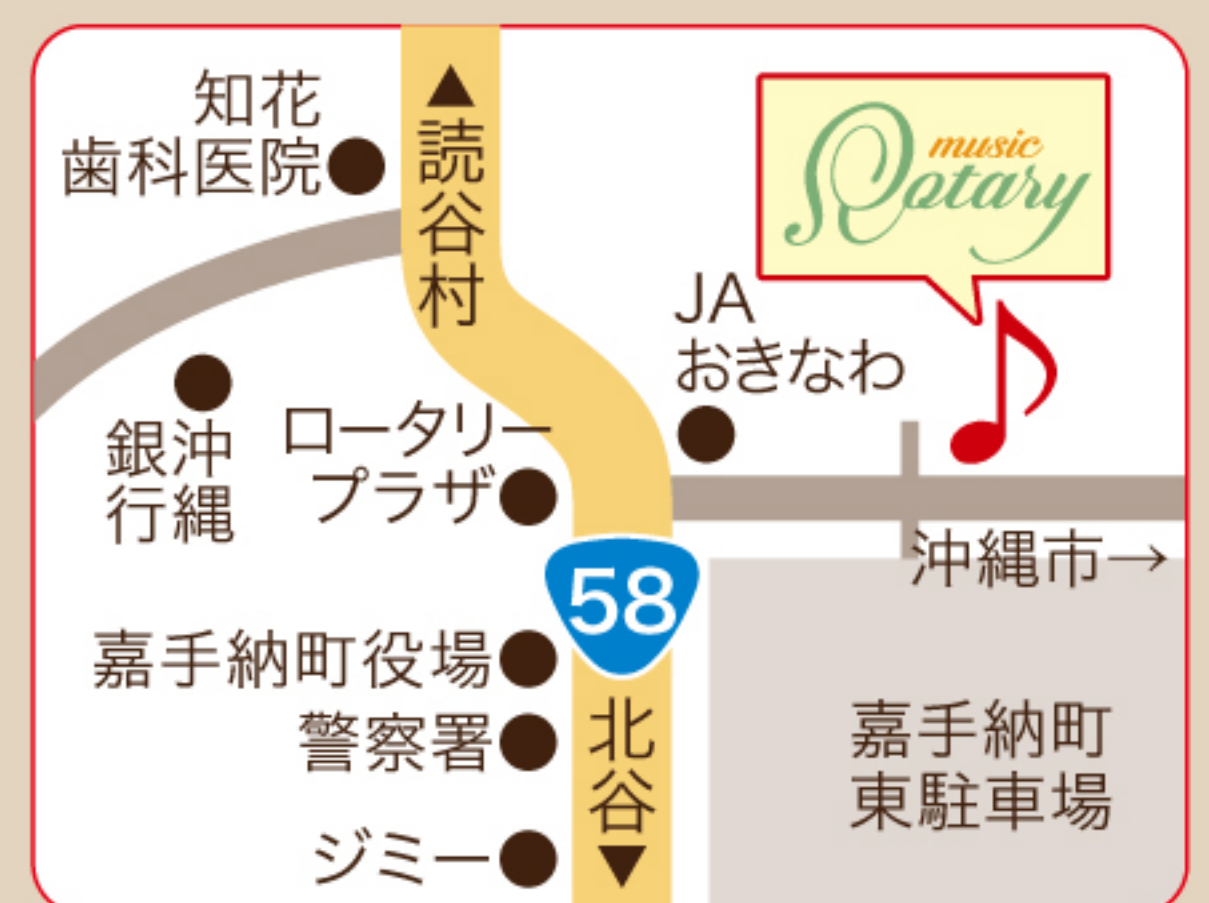 知花
歯科医院
▲読谷村
music
Rotary
JA
おきなわ
沖縄
銀行
ロータリー
プラザ
58
沖縄市→
嘉手納町役場
警察署
ジミー
北谷▼
嘉手納町
東駐車場